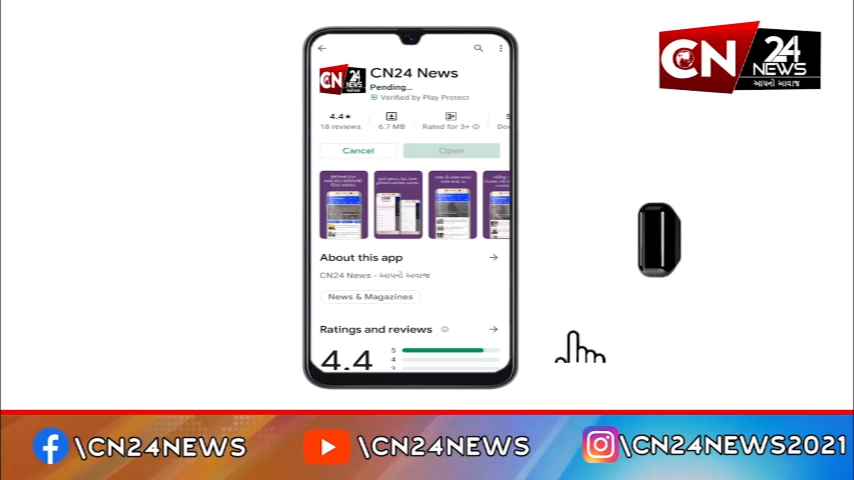 CN24 News
Pending...
Verified by Play Protect
4.4★
18 reviews
6.7 MB
3+
Rated for 3+
Cancel
Open
About this app
CN24 News - આપનો અવાજ
News & Magazines
Ratings and reviews
4.4
5
4
3
CN
24
NEWS
આપનો અવાજ
\CN24NEWS
\CN24NEWS
\CN24NEWS2021